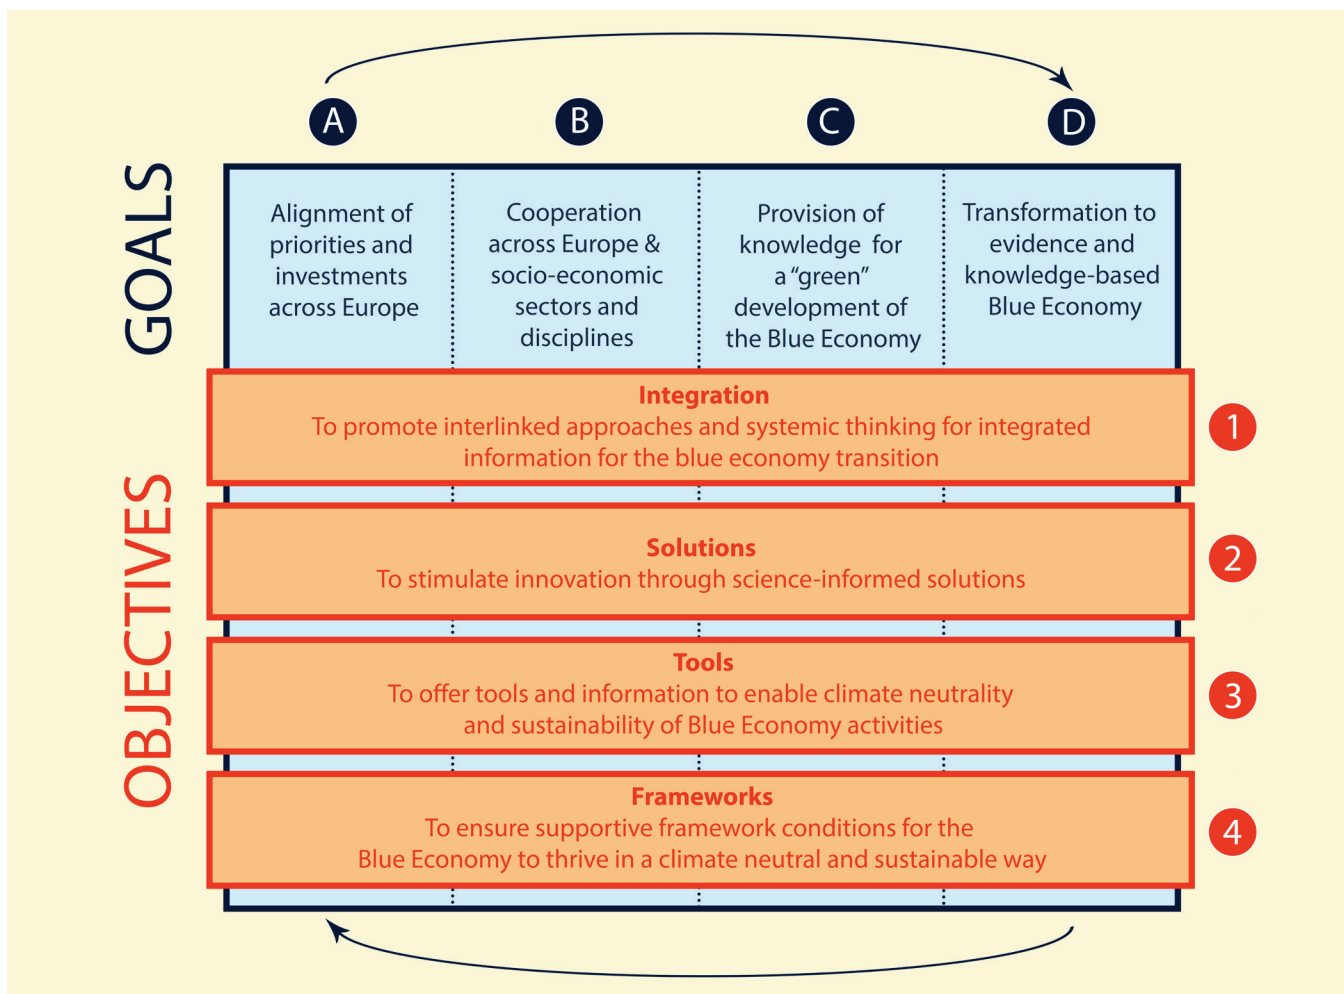 A
B
C
D
GOALS
Alignment of
priorities and
investments
across Europe
Cooperation
across Europe &
socio-economic
sectors and
disciplines
Provision of
knowledge for
a “green”
development of
the Blue Economy
Transformation to
evidence and
knowledge-based
Blue Economy
OBJECTIVES
Integration
To promote interlinked approaches and systemic thinking for integrated
information for the blue economy transition
1
Solutions
To stimulate innovation through science-informed solutions
2
Tools
To offer tools and information to enable climate neutrality
and sustainability of Blue Economy activities
3
Frameworks
To ensure supportive framework conditions for the
Blue Economy to thrive in a climate neutral and sustainable way
4